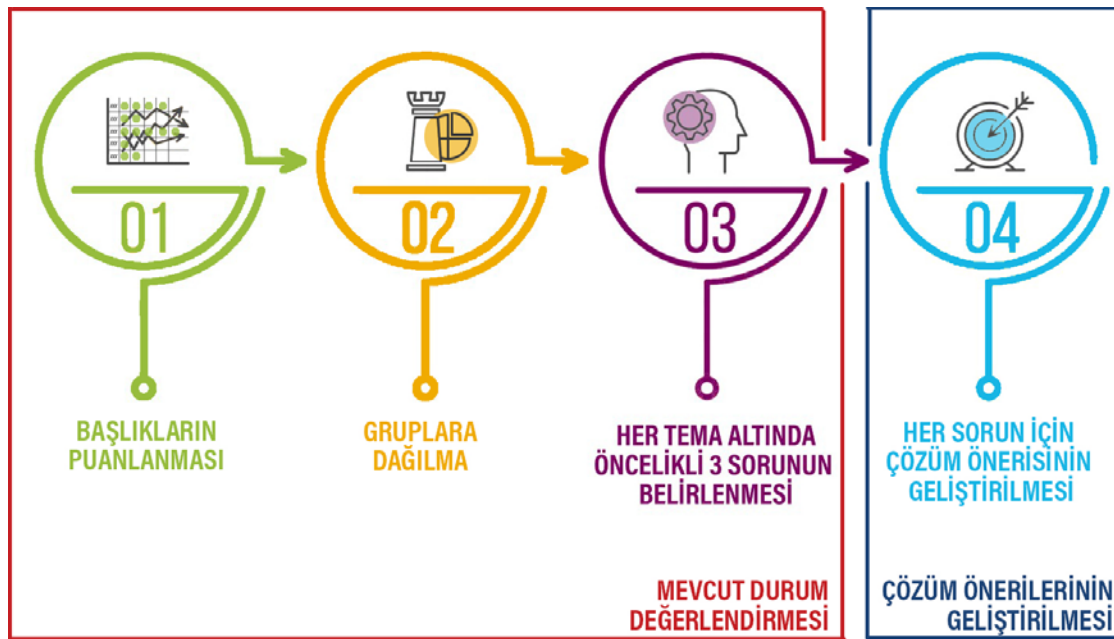 01
BAŞLIKLARIN
PUANLANMASI
02
GRUPLARA
DAĞILMA
03
HER TEMA ALTINDA
ÖNCELİKLİ 3 SORUNUN
BELİRLENMESİ
04
HER SORUN İÇİN
ÇÖZÜM ÖNERİSİNİN
GELİŞTİRİLMESİ
MEVCUT DURUM
DEĞERLENDİRMESİ
ÇÖZÜM ÖNERİLERİNİN
GELİŞTİRİLMESİ